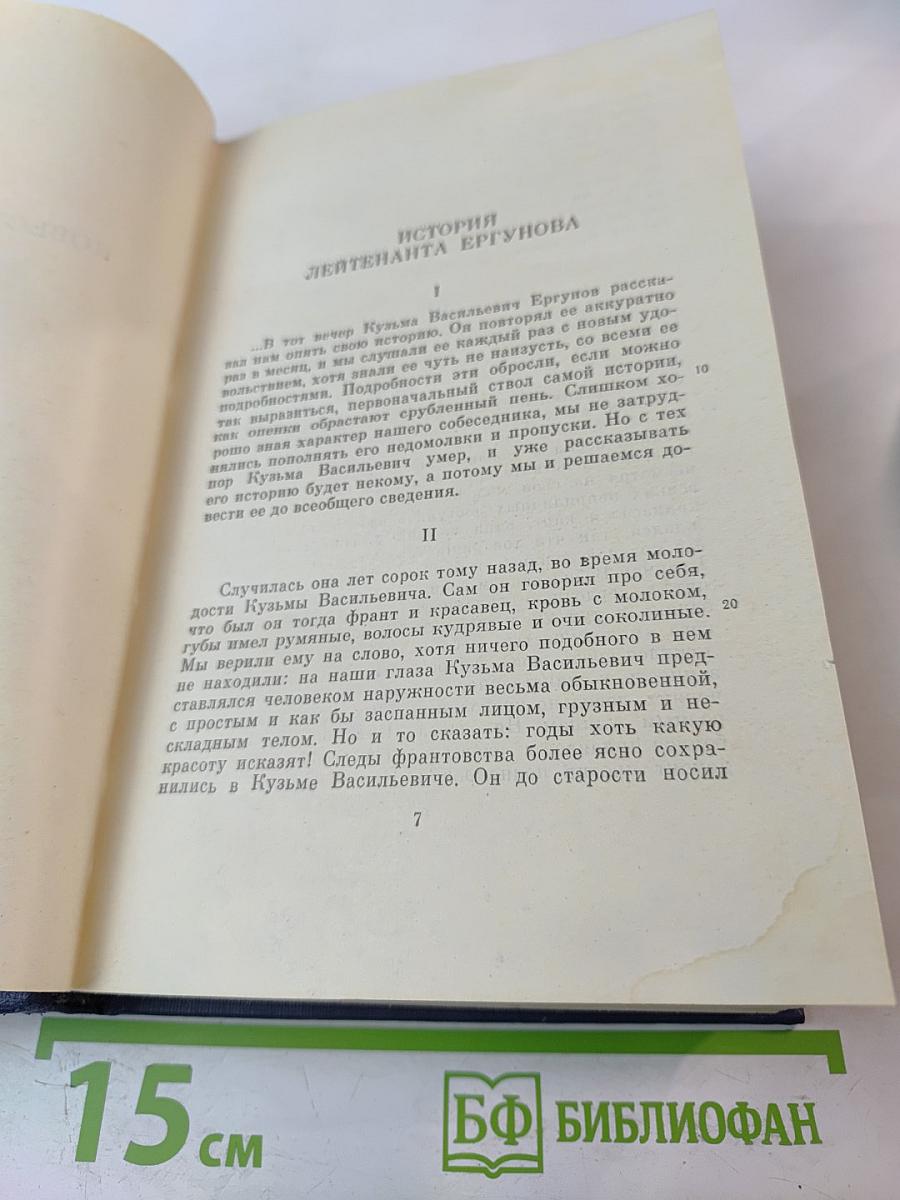 ИСТОРИЯ
ЛЕЙТЕНАНТА ЕРГУНОВА
I
...В тот вечер Кузьма Васильевич Ергунов расска-
зал нам опять свою историю. Он повторял ее аккуратно
раз в месяц, и мы слушали ее каждый раз с новым удо-
вольствием, хотя знали ее чуть не наизусть, со всеми ее
подробностями. Подробности эти обросли, если можно
так выразиться, первоначальный ствол самой истории, 10
как опенки обрастают срубленный пень. Слишком хо-
рошо зная характер нашего собеседника, мы не затруд-
нялись пополнять его недомолвки и пропуски. Но с тех
пор Кузьма Васильевич умер, и уже рассказывать
его историю будет некому, а потому мы и решаемся до-
вести ее до всеобщего сведения.
II
Случилась она лет сорок тому назад, во время моло-
дости Кузьмы Васильевича. Сам он говорил про себя,
что был он тогда франт и красавец, кровь с молоком,
губы имел румяные, волосы кудрявые и очи соколиные. 20
Мы верили ему на слово, хотя ничего подобного в нем
не находили: на наши глаза Кузьма Васильевич пред-
ставлялся человеком наружности весьма обыкновенной,
с простым и как бы заспанным лицом, грузным и не-
складным телом. Но и то сказать: годы хоть какую
красоту исказят! Следы франтовства более ясно сохра-
нились в Кузьме Васильевиче. Он до старости носил
7
15 см
БФ БИБЛИОФАН